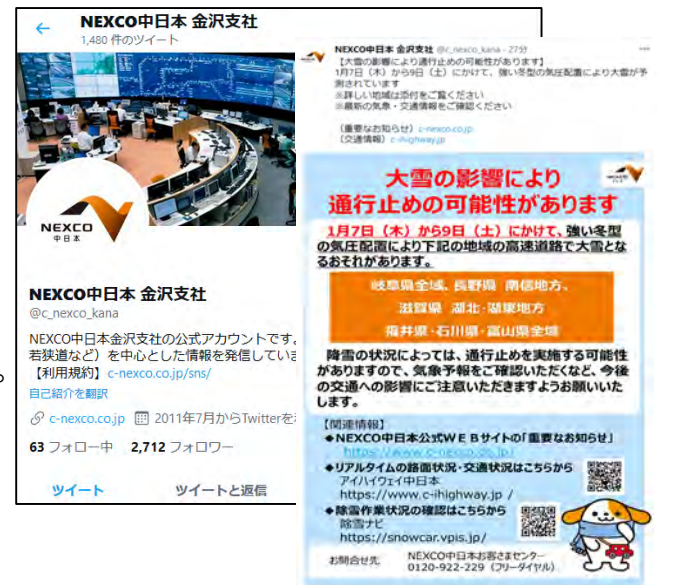 NEXCO中日本 金沢支社
1,480 件のツイート
NEXCO
中日本
NEXCO中日本 金沢支社
@c_nexco_kana
NEXCO中日本金沢支社の公式アカウントです。
若狭道など）を中心とした情報を発信していま
【利用規約】c-nexco.co.jp/sns/
自己紹介を翻訳
c-nexco.co.jp 2011年7月からTwitterを
63 フォロー中 2,712 フォロワー
ツイート ツイートと返信
NEXCO中日本 金沢支社 @c_nexco_kana・27分
【大雪の影響により通行止めの可能性があります】
1月7日（木）から9日（土）にかけて、強い冬型の気圧配置により大雪が予
測されています
※詳しい地域は添付をご覧ください
※最新の気象・交通情報をご確認ください
（重要なお知らせ）c-nexco.co.jp
（交通情報）c-ihighway.jp
大雪の影響により
通行止めの可能性があります
1月7日（木）から9日（土）にかけて、強い冬型
の気圧配置により下記の地域の高速道路で大雪とな
るおそれがあります。
岐阜県全域、長野県 南信地方、
滋賀県 湖北・湖東地方
福井県・石川県・富山県全域
降雪の状況によっては、通行止めを実施する可能性
がありますので、気象予報をご確認いただくなど、今後
の交通への影響にご注意いただきますようお願いいた
します。
【関連情報】
◆NEXCO中日本公式WEBサイトの「重要なお知らせ」
https://www.c-nexco.co.jp/
◆リアルタイムの路面状況・交通状況はこちらから
アイハイウェイ中日本
https://www.c-ihighway.jp /
◆除雪作業状況の確認はこちらから
除雪ナビ
https://snowcar.vpis.jp/
お問合せ先 NEXCO中日本お客さまセンター
0120-922-229（フリーダイヤル）